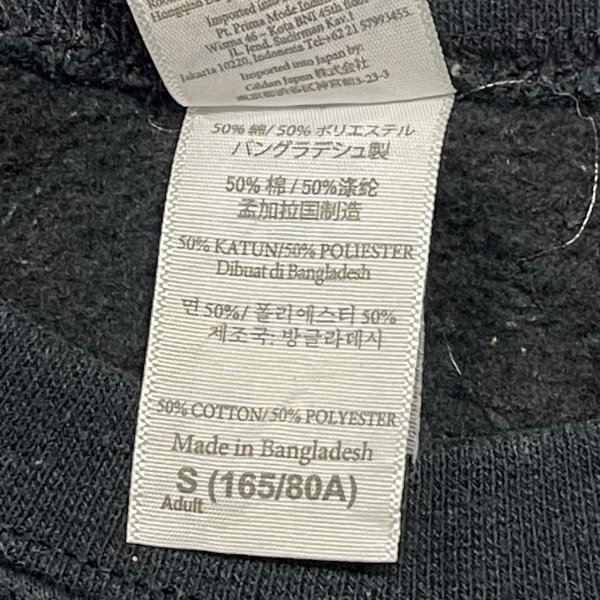 Imported into
Pt. Prima Mode Indo
Wisma 46 - Kota BNI 45th floor
Jl. Jend. Sudirman Kav.1
Jakarta 10220, Indonesia Tel:+62 21 57993455.
Imported into Japan by:
Gildan Japan 株式会社
50% 綿/ 50% ポリエステル
バングラデシュ製
50% 棉 / 50%涤纶
孟加拉国制造
50% KATUN/50% POLIESTER
Dibuat di Bangladesh
면 50%/ 폴리에스터 50%
제조국: 방글라데시
50% COTTON/ 50% POLYESTER
Made in Bangladesh
S (165/80A)
Adult